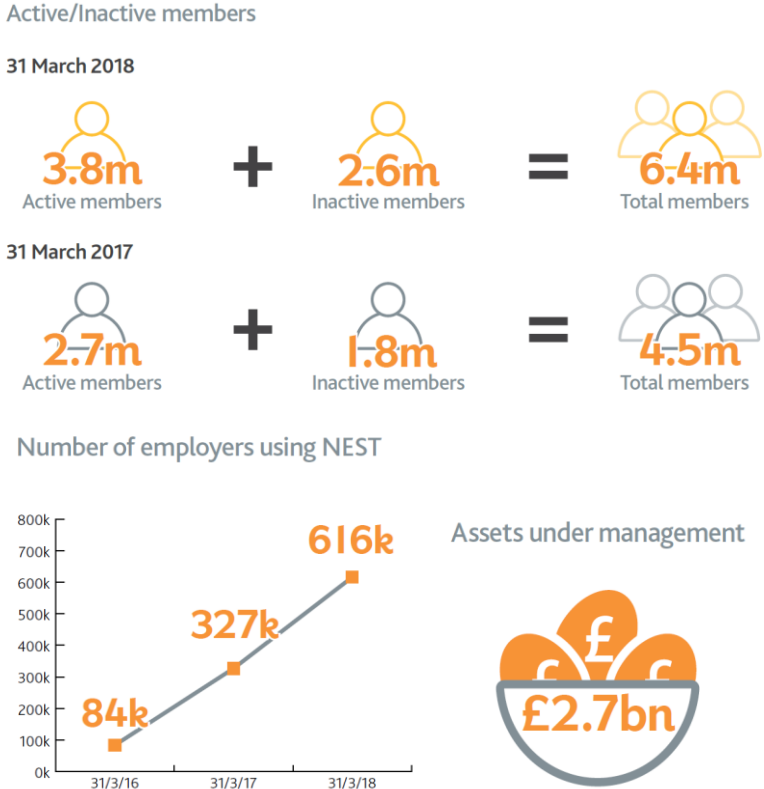 Active/Inactive members
31 March 2018
3.8m + 2.6m = 6.4m
Active members Inactive members Total members
31 March 2017
2.7m + 1.8m = 4.5m
Active members Inactive members Total members
Number of employers using NEST
800k
700k
600k
500k
400k
300k
200k
100k
0k
84k
327k
616k
31/3/16 31/3/17 31/3/18
Assets under management
£
£ £
£2.7bn